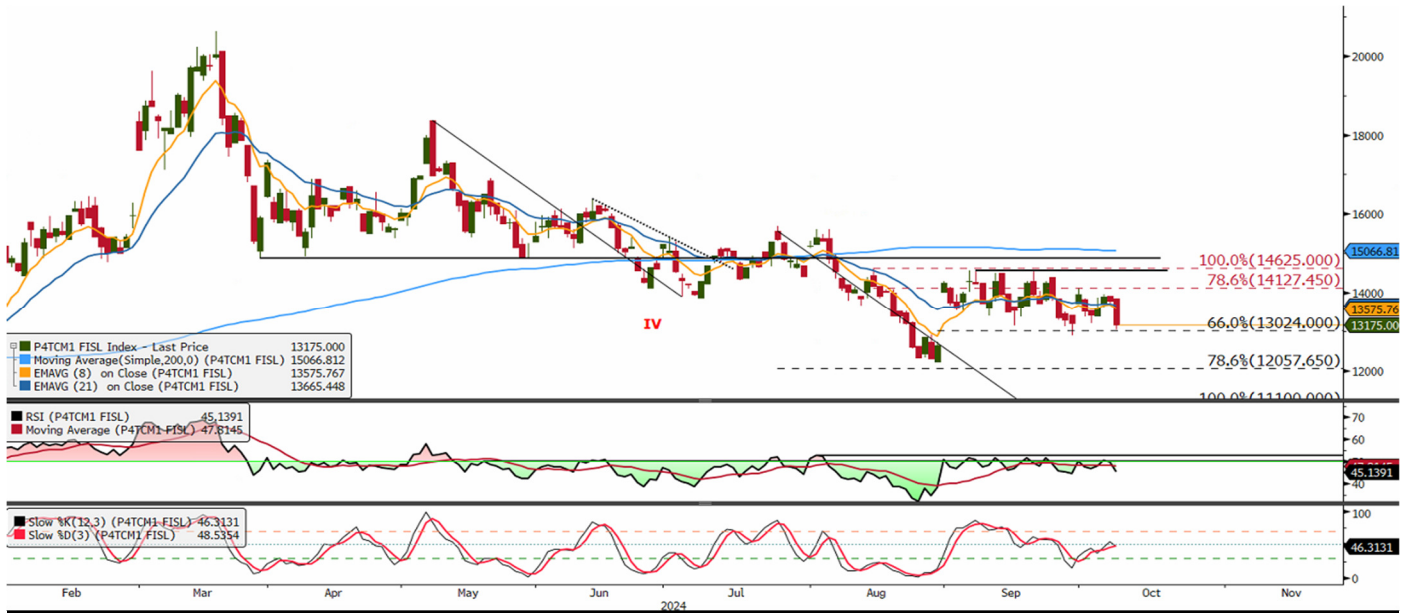 20000
18000
16000
15066.81
100.0%(14625.000)
78.6%(14127.450)
14000
13575.76
66.0%(13024.000)
13175.00
IV
P4TCM1 FISL Index - Last Price 13175.000
Moving Average(Simple,200,0) (P4TCM1 FISL) 15066.812
EMAVG (8) on Close (P4TCM1 FISL) 13575.767
EMAVG (21) on Close (P4TCM1 FISL) 13665.448
78.6%(12057.650)
12000
100.0%(11100.000)
RSI (P4TCM1 FISL) 45.1391
Moving Average (P4TCM1 FISL) 47.8145
70
60
45.1391
40
Slow %K(12,3) (P4TCM1 FISL) 46.3131
Slow %D(3) (P4TCM1 FISL) 48.5354
100
46.3131
0
Feb Mar Apr May Jun Jul Aug Sep Oct Nov
2024